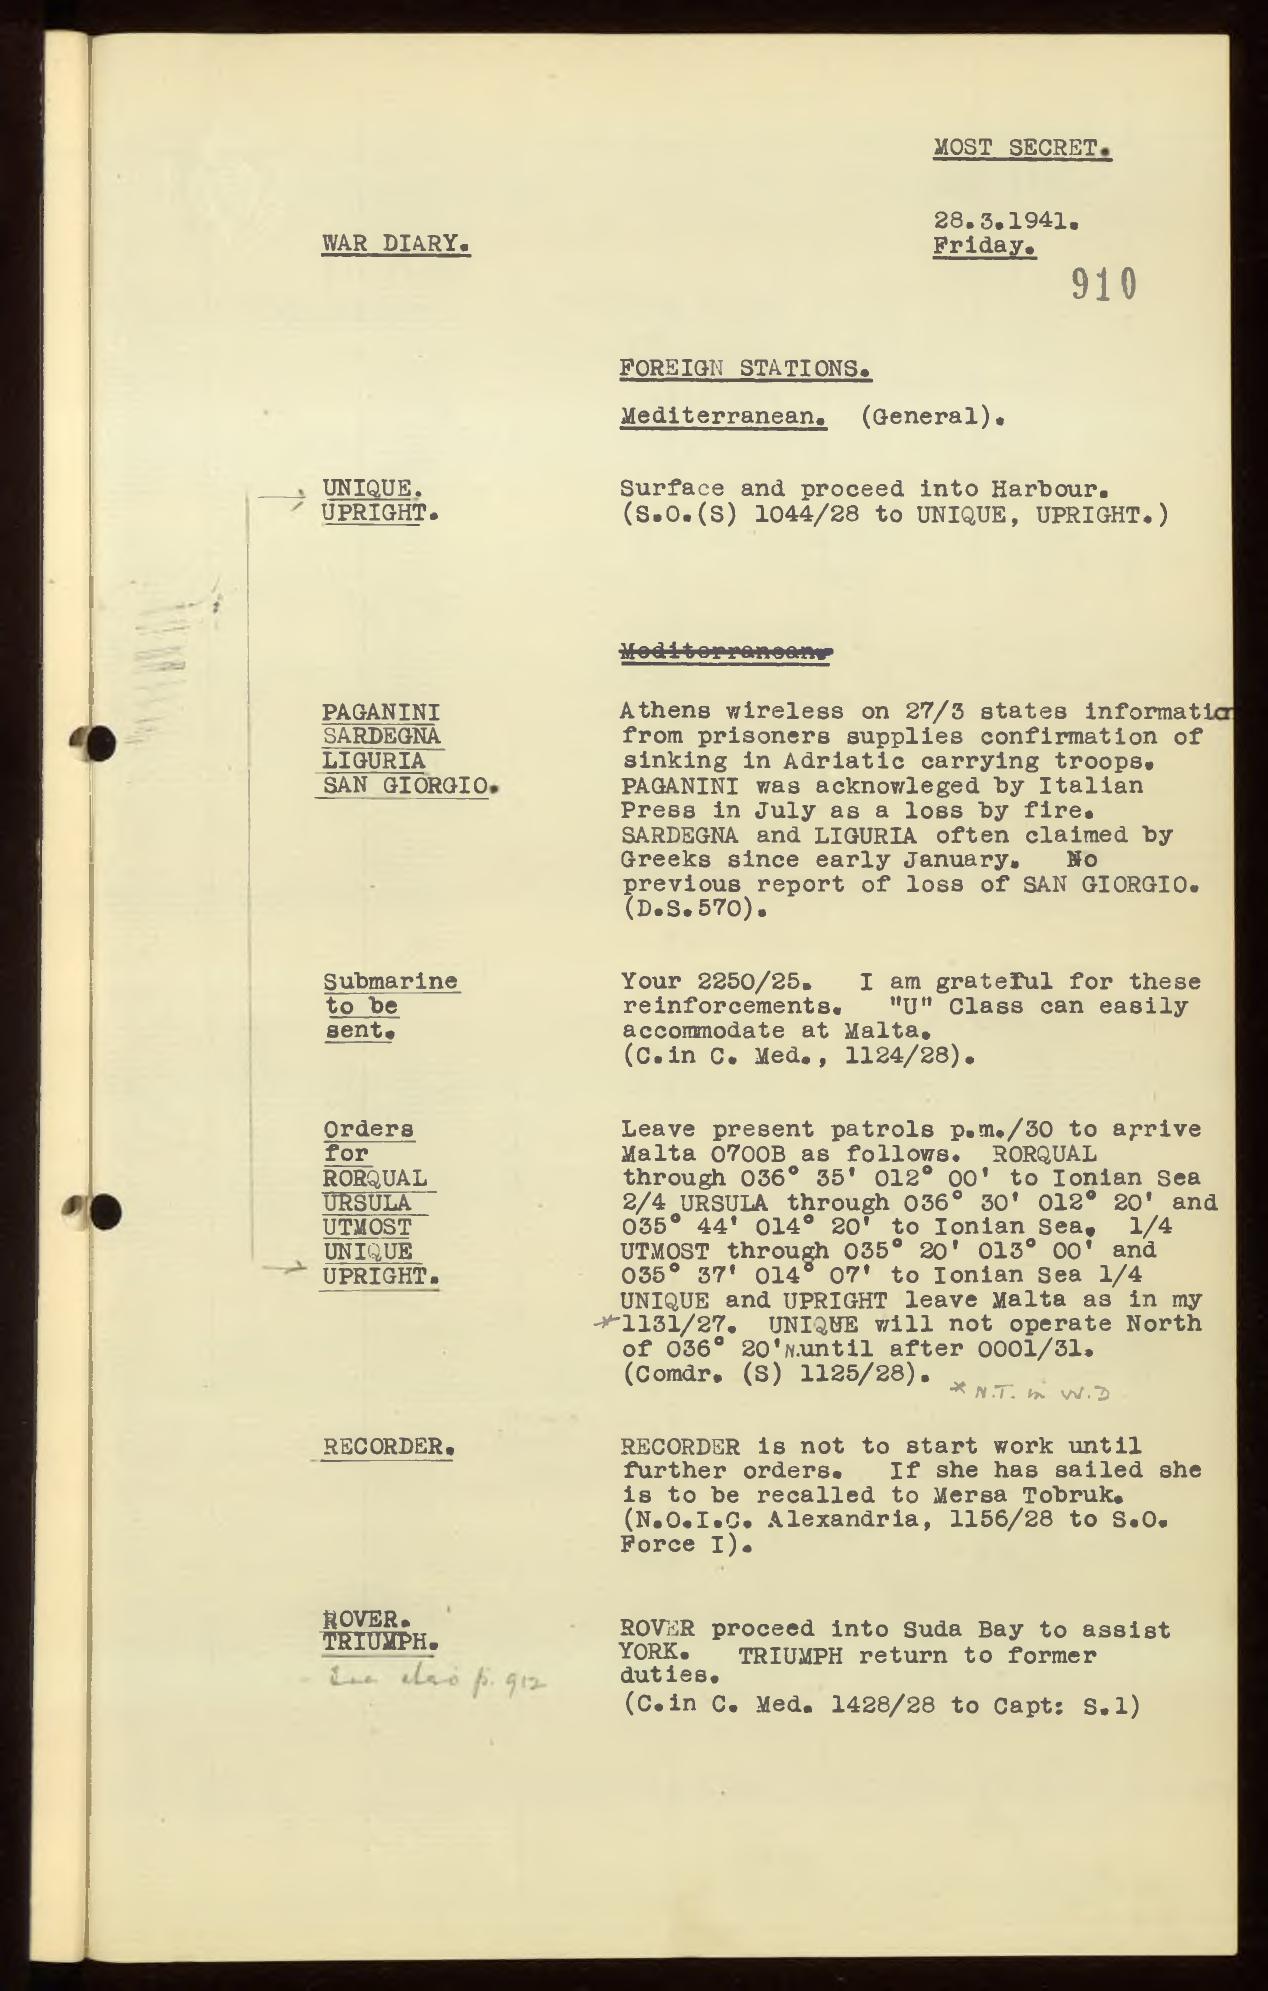 MOST SECRET.
28.3.1941.
WAR DIARY.
Friday.
910
FOREIGN STATIONS.
Mediterranean. (General).
UNIQUE.
UPRIGHT.
Surface and proceed into Harbour.
(S.O.(S) 1044/28 to UNIQUE, UPRIGHT.)
Mediterranean.
PAGANINI
SARDEGNA
LIGURIA
SAN GIORGIO.
Athens wireless on 27/3 states informatio
from prisoners supplies confirmation of
sinking in Adriatic carrying troops.
PAGANINI was acknowleged by Italian
Press in July as a loss by fire.
SARDEGNA and LIGURIA often claimed by
Greeks since early January. No
previous report of loss of SAN GIORGIO.
(D.S.570).
Submarine
to be
sent.
Your 2250/25. I am grateful for these
reinforcements. "U" Class can easily
accommodate at Malta.
(C.in C. Med., 1124/28).
Orders
for
RORQUAL
URSULA
UTMOST
UNIQUE
UPRIGHT.
Leave present patrols p.m./30 to arrive
Malta 0700B as follows. RORQUAL
through 036° 35' 012° 00' to Ionian Sea
2/4 URSULA through 036° 30' 012° 20' and
035° 44' 014° 20' to Ionian Sea. 1/4
UTMOST through 035° 20' 013° 00' and
035° 37' 014° 07' to Ionian Sea 1/4
UNIQUE and UPRIGHT leave Malta as in my
*1131/27. UNIQUE will not operate North
of 036° 20'N.until after 0001/31.
(Comdr. (S) 1125/28).
* N.T. in W.D
RECORDER.
RECORDER is not to start work until
further orders. If she has sailed she
is to be recalled to Mersa Tobruk.
(N.O.I.C. Alexandria, 1156/28 to S.O.
Force I).
ROVER.
TRIUMPH.
See also p. 912
ROVER proceed into Suda Bay to assist
YORK. TRIUMPH return to former
duties.
(C.in C. Med. 1428/28 to Capt: S.1)